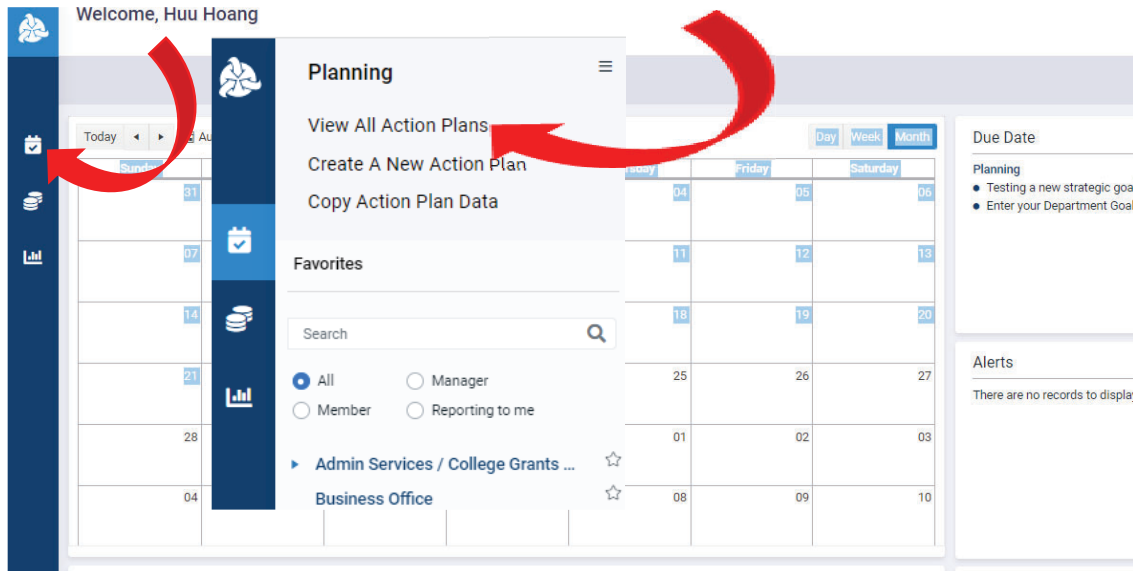 Welcome, Huu Hoang
Planning
View All Action Plans
Create A New Action Plan
Copy Action Plan Data
Favorites
Search
All
Manager
Member
Reporting to me
Admin Services / College Grants ...
Business Office
Today
Day Week Month
Friday Saturday
31 04 05 06
07 11 12 13
14 18 19 20
21 25 26 27
28 01 02 03
04 08 09 10
Due Date
Planning
Testing a new strategic
Enter your Department
Alerts
There are no records to